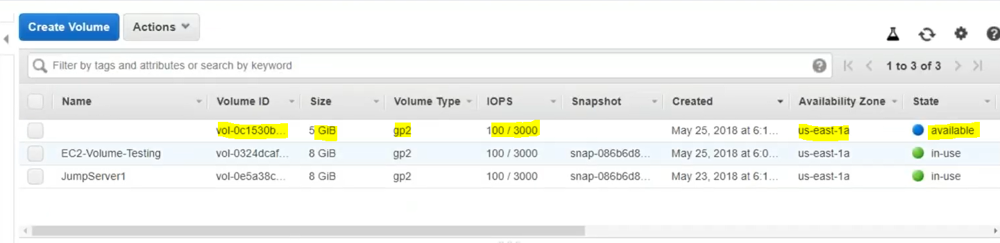 Create Volume Actions
Filter by tags and attributes or search by keyword 1 to 3 of 3
Name Volume ID Size Volume Type IOPS Snapshot Created Availability Zone State
vol-0c1530b... 5 GiB gp2 100 / 3000 May 25, 2018 at 6:1... us-east-1a available
EC2-Volume-Testing vol-0324dcaf... 8 GiB gp2 100 / 3000 snap-086b6d8... May 25, 2018 at 6:0... us-east-1a in-use
JumpServer1 vol-0e5a38c... 8 GiB gp2 100 / 3000 snap-086b6d8... May 23, 2018 at 6:1... us-east-1a in-use